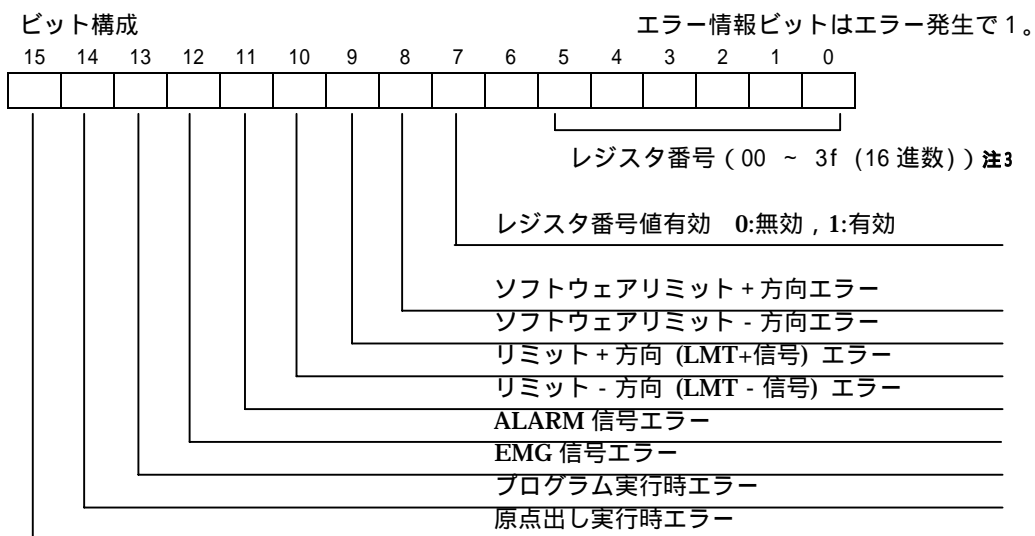 ビット構成 エラー情報ビットはエラー発生で1。
15 14 13 12 11 10 9 8 7 6 5 4 3 2 1 0
レジスタ番号(00 ~ 3f (16進数))注3
レジスタ番号値有効 0:無効,1:有効
ソフトウェアリミット+方向エラー
ソフトウェアリミット-方向エラー
リミット+方向 (LMT+信号) エラー
リミット-方向 (LMT-信号) エラー
ALARM 信号エラー
EMG 信号エラー
プログラム実行時エラー
原点出し実行時エラー